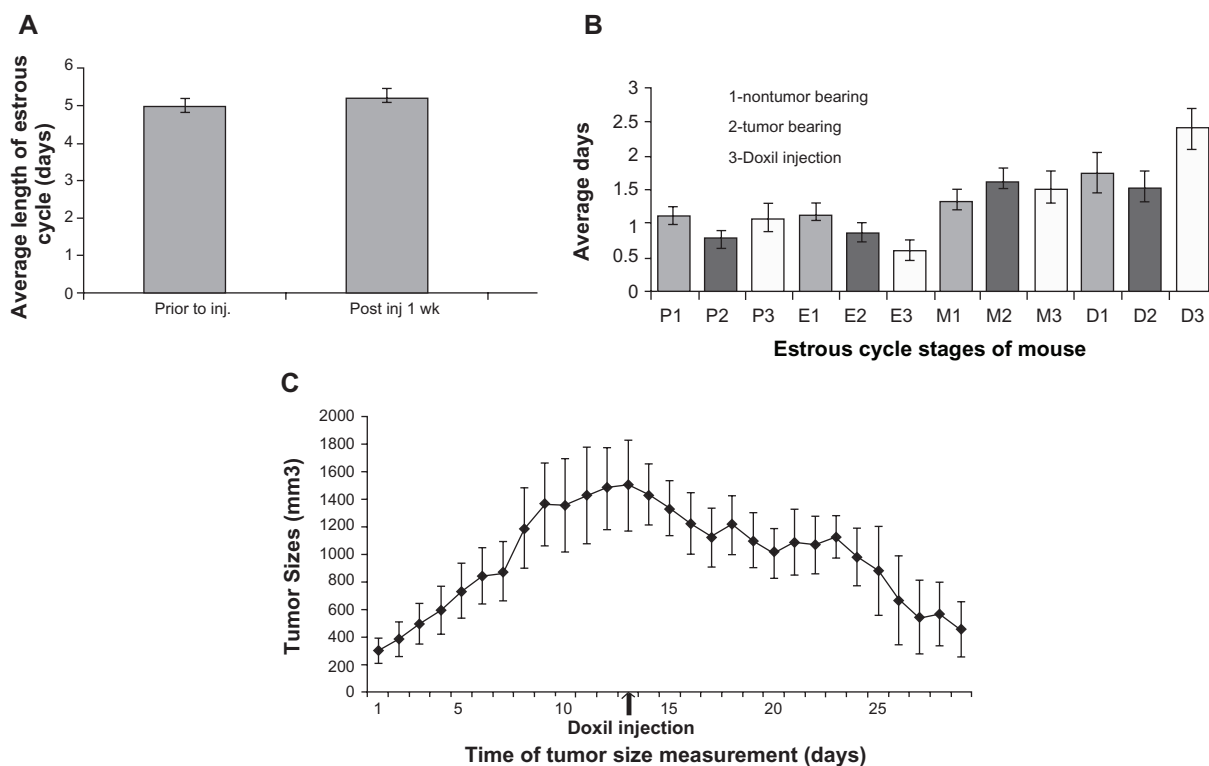 A
Average length of estrous
cycle (days)
6
5
4
3
2
1
0
Prior to inj.
Post inj 1 wk
B
Average days
3
2.5
2
1.5
1
0.5
0
1-nontumor bearing
2-tumor bearing
3-Doxil injection
P1 P2 P3 E1 E2 E3 M1 M2 M3 D1 D2 D3
Estrous cycle stages of mouse
C
Tumor Sizes (mm3)
2000
1800
1600
1400
1200
1000
800
600
400
200
0
1 5 10 15 20 25
Doxil injection
Time of tumor size measurement (days)